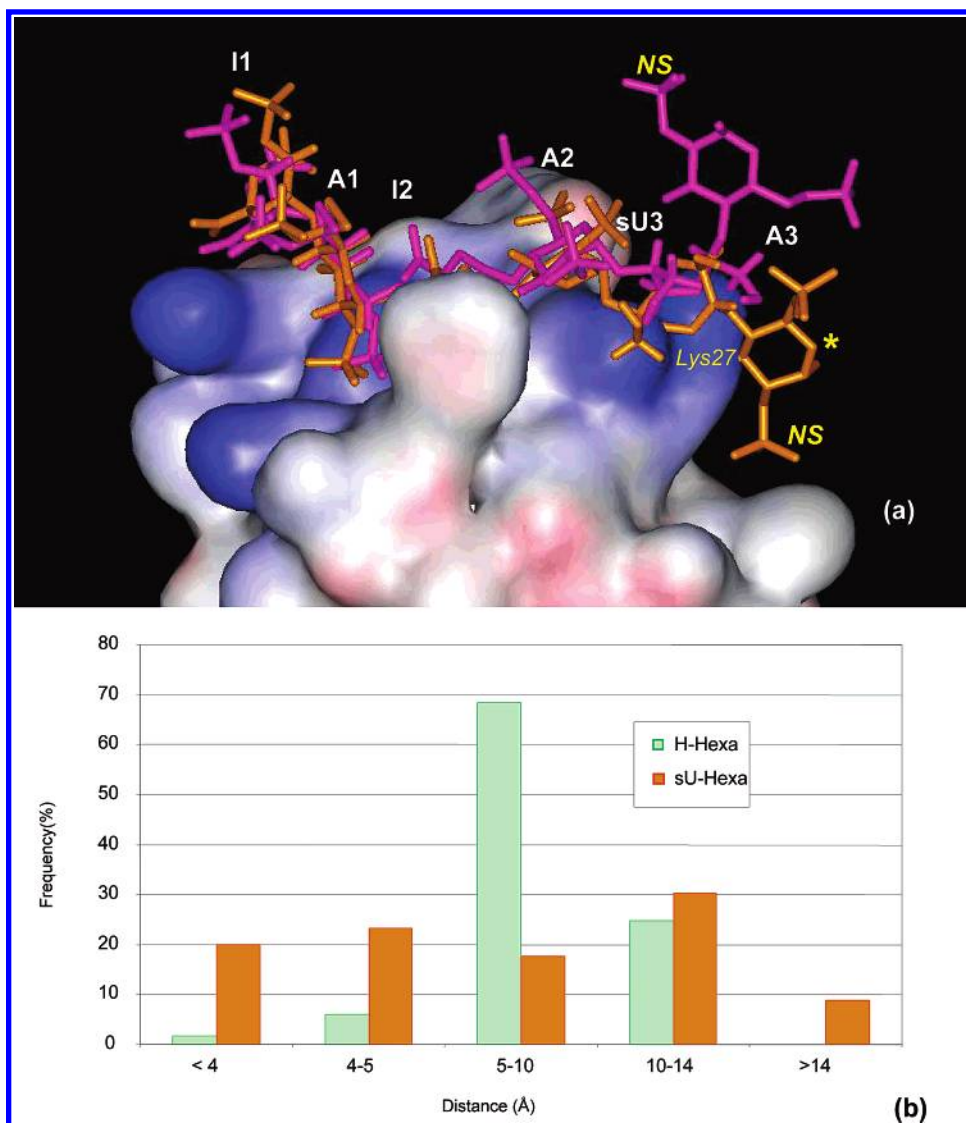 I1
NS
A1
I2
A2
sU3
A3
Lys27
*
NS
(a)
80
70
60
50
40
30
20
10
0
Frequency(%)
H-Hexa
sU-Hexa
< 4
4-5
5-10
10-14
>14
Distance (Å)
(b)